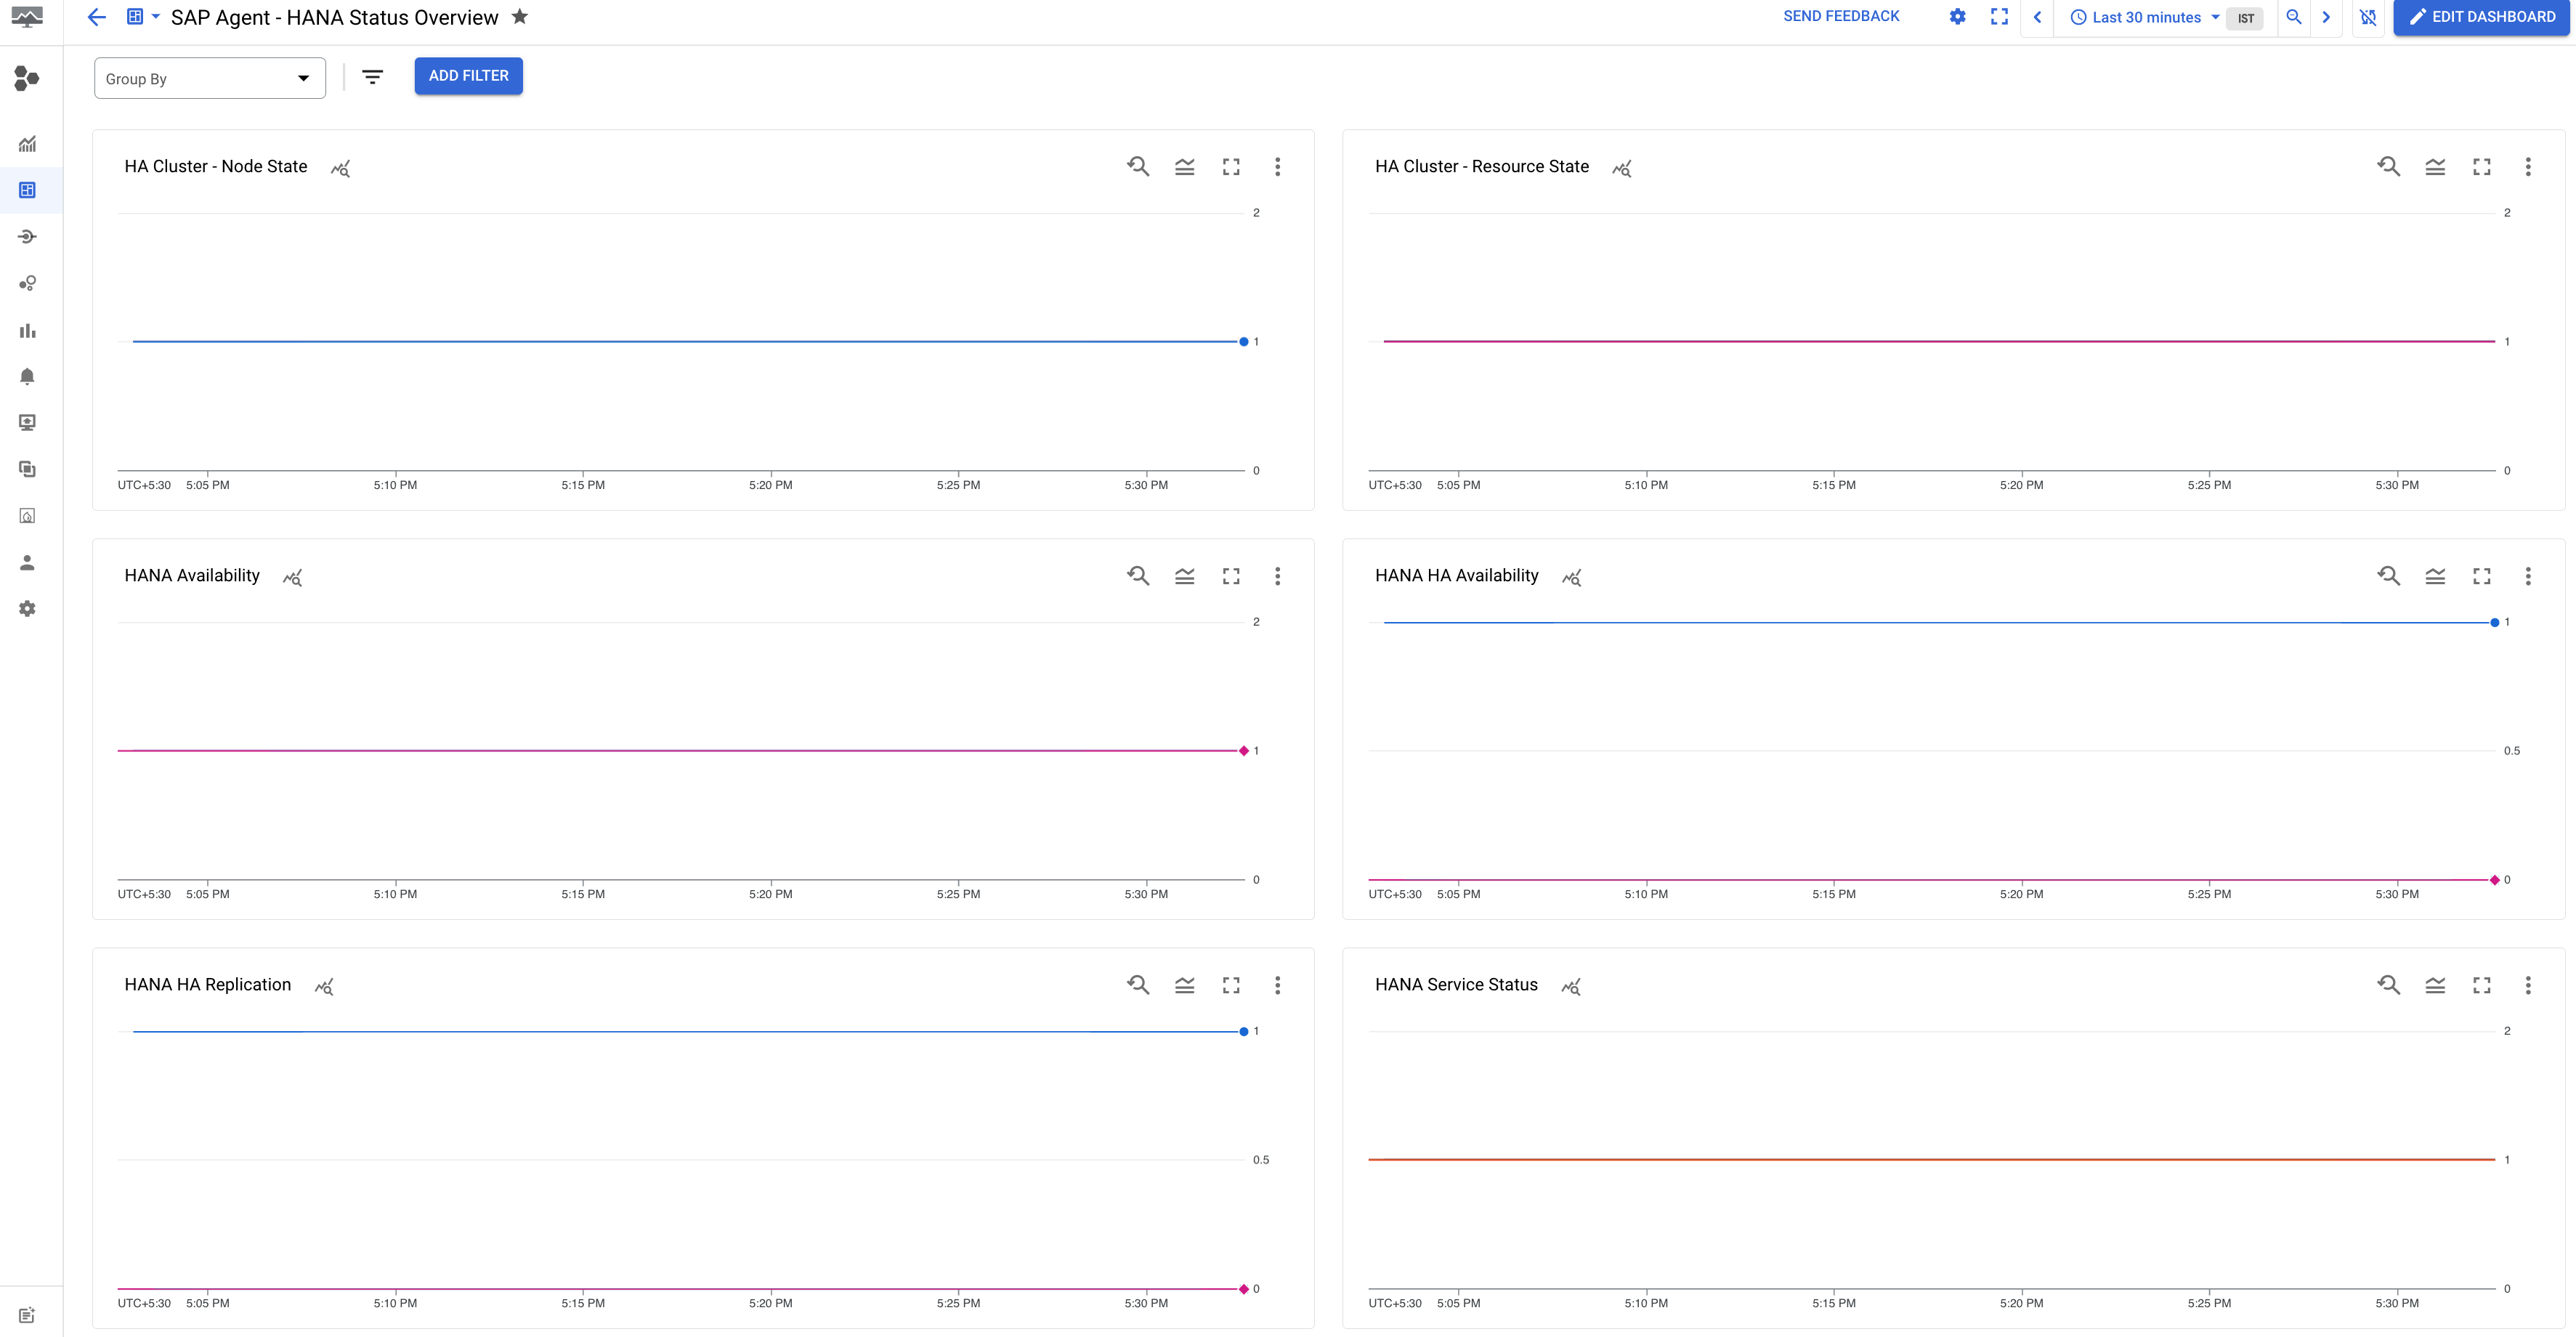 SAP Agent - HANA Status Overview
SEND FEEDBACK
Last 30 minutes
IST
EDIT DASHBOARD
Group By
ADD FILTER
HA Cluster - Node State
2
1
0
UTC+5:30 5:05 PM 5:10 PM 5:15 PM 5:20 PM 5:25 PM 5:30 PM
HA Cluster - Resource State
2
1
0
UTC+5:30 5:05 PM 5:10 PM 5:15 PM 5:20 PM 5:25 PM 5:30 PM
HANA Availability
2
1
0
UTC+5:30 5:05 PM 5:10 PM 5:15 PM 5:20 PM 5:25 PM 5:30 PM
HANA HA Availability
1
0.5
0
UTC+5:30 5:05 PM 5:10 PM 5:15 PM 5:20 PM 5:25 PM 5:30 PM
HANA HA Replication
1
0.5
0
UTC+5:30 5:05 PM 5:10 PM 5:15 PM 5:20 PM 5:25 PM 5:30 PM
HANA Service Status
2
1
0
UTC+5:30 5:05 PM 5:10 PM 5:15 PM 5:20 PM 5:25 PM 5:30 PM